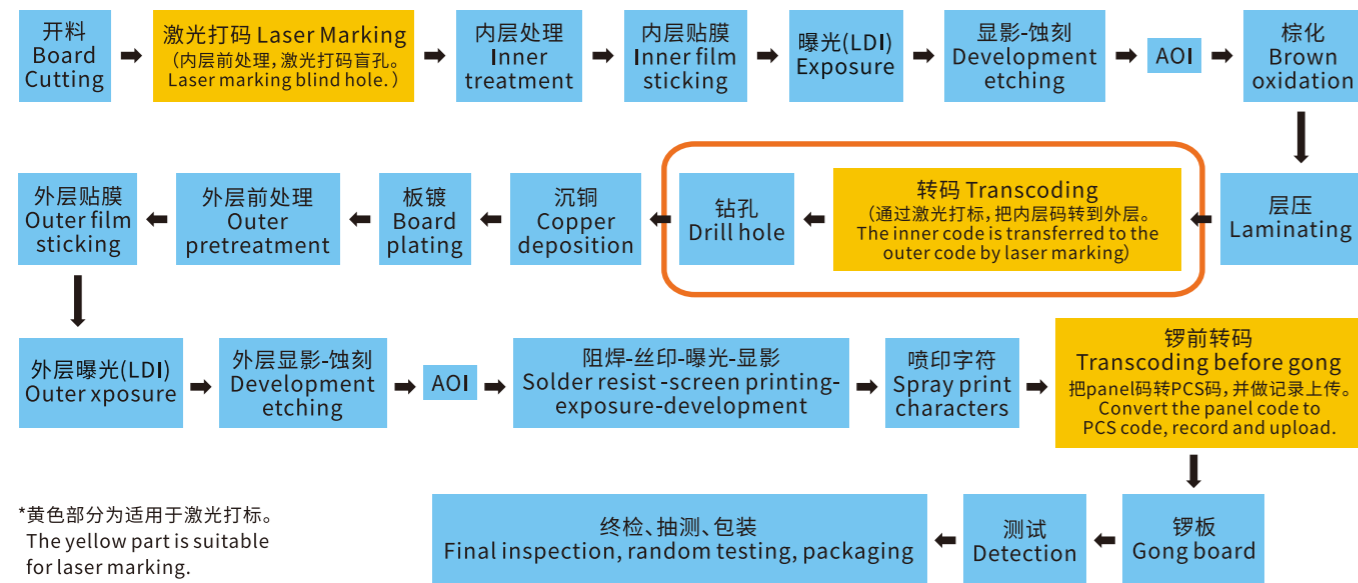 开料
Board
Cutting
激光打码 Laser Marking
(内层前处理,激光打码盲孔。
Laser marking blind hole. )
内层处理
Inner
treatment
内层贴膜
Inner film
sticking
曝光(LDI)
Exposure
显影-蚀刻
Development
etching
AOI
棕化
Brown
oxidation
层压
Laminating
转码 Transcoding
(通过激光打标,把内层码转到外层。
The inner code is transferred to the
outer code by laser marking)
钻孔
Drill hole
沉铜
Copper
deposition
板镀
Board
plating
外层前处理
Outer
pretreatment
外层贴膜
Outer film
sticking
外层曝光(LDI)
Outer xposure
外层显影-蚀刻
Development
etching
AOI
阻焊-丝印-曝光-显影
Solder resist -screen printing-
exposure-development
喷印字符
Spray print
characters
锣前转码
Transcoding before gong
把panel码转PCS码,并做记录上传。
Convert the panel code to
PCS code, record and upload.
锣板
Gong board
测试
Detection
终检、抽测、包装
Final inspection, random testing, packaging
*黄色部分为适用于激光打标。
The yellow part is suitable
for laser marking.